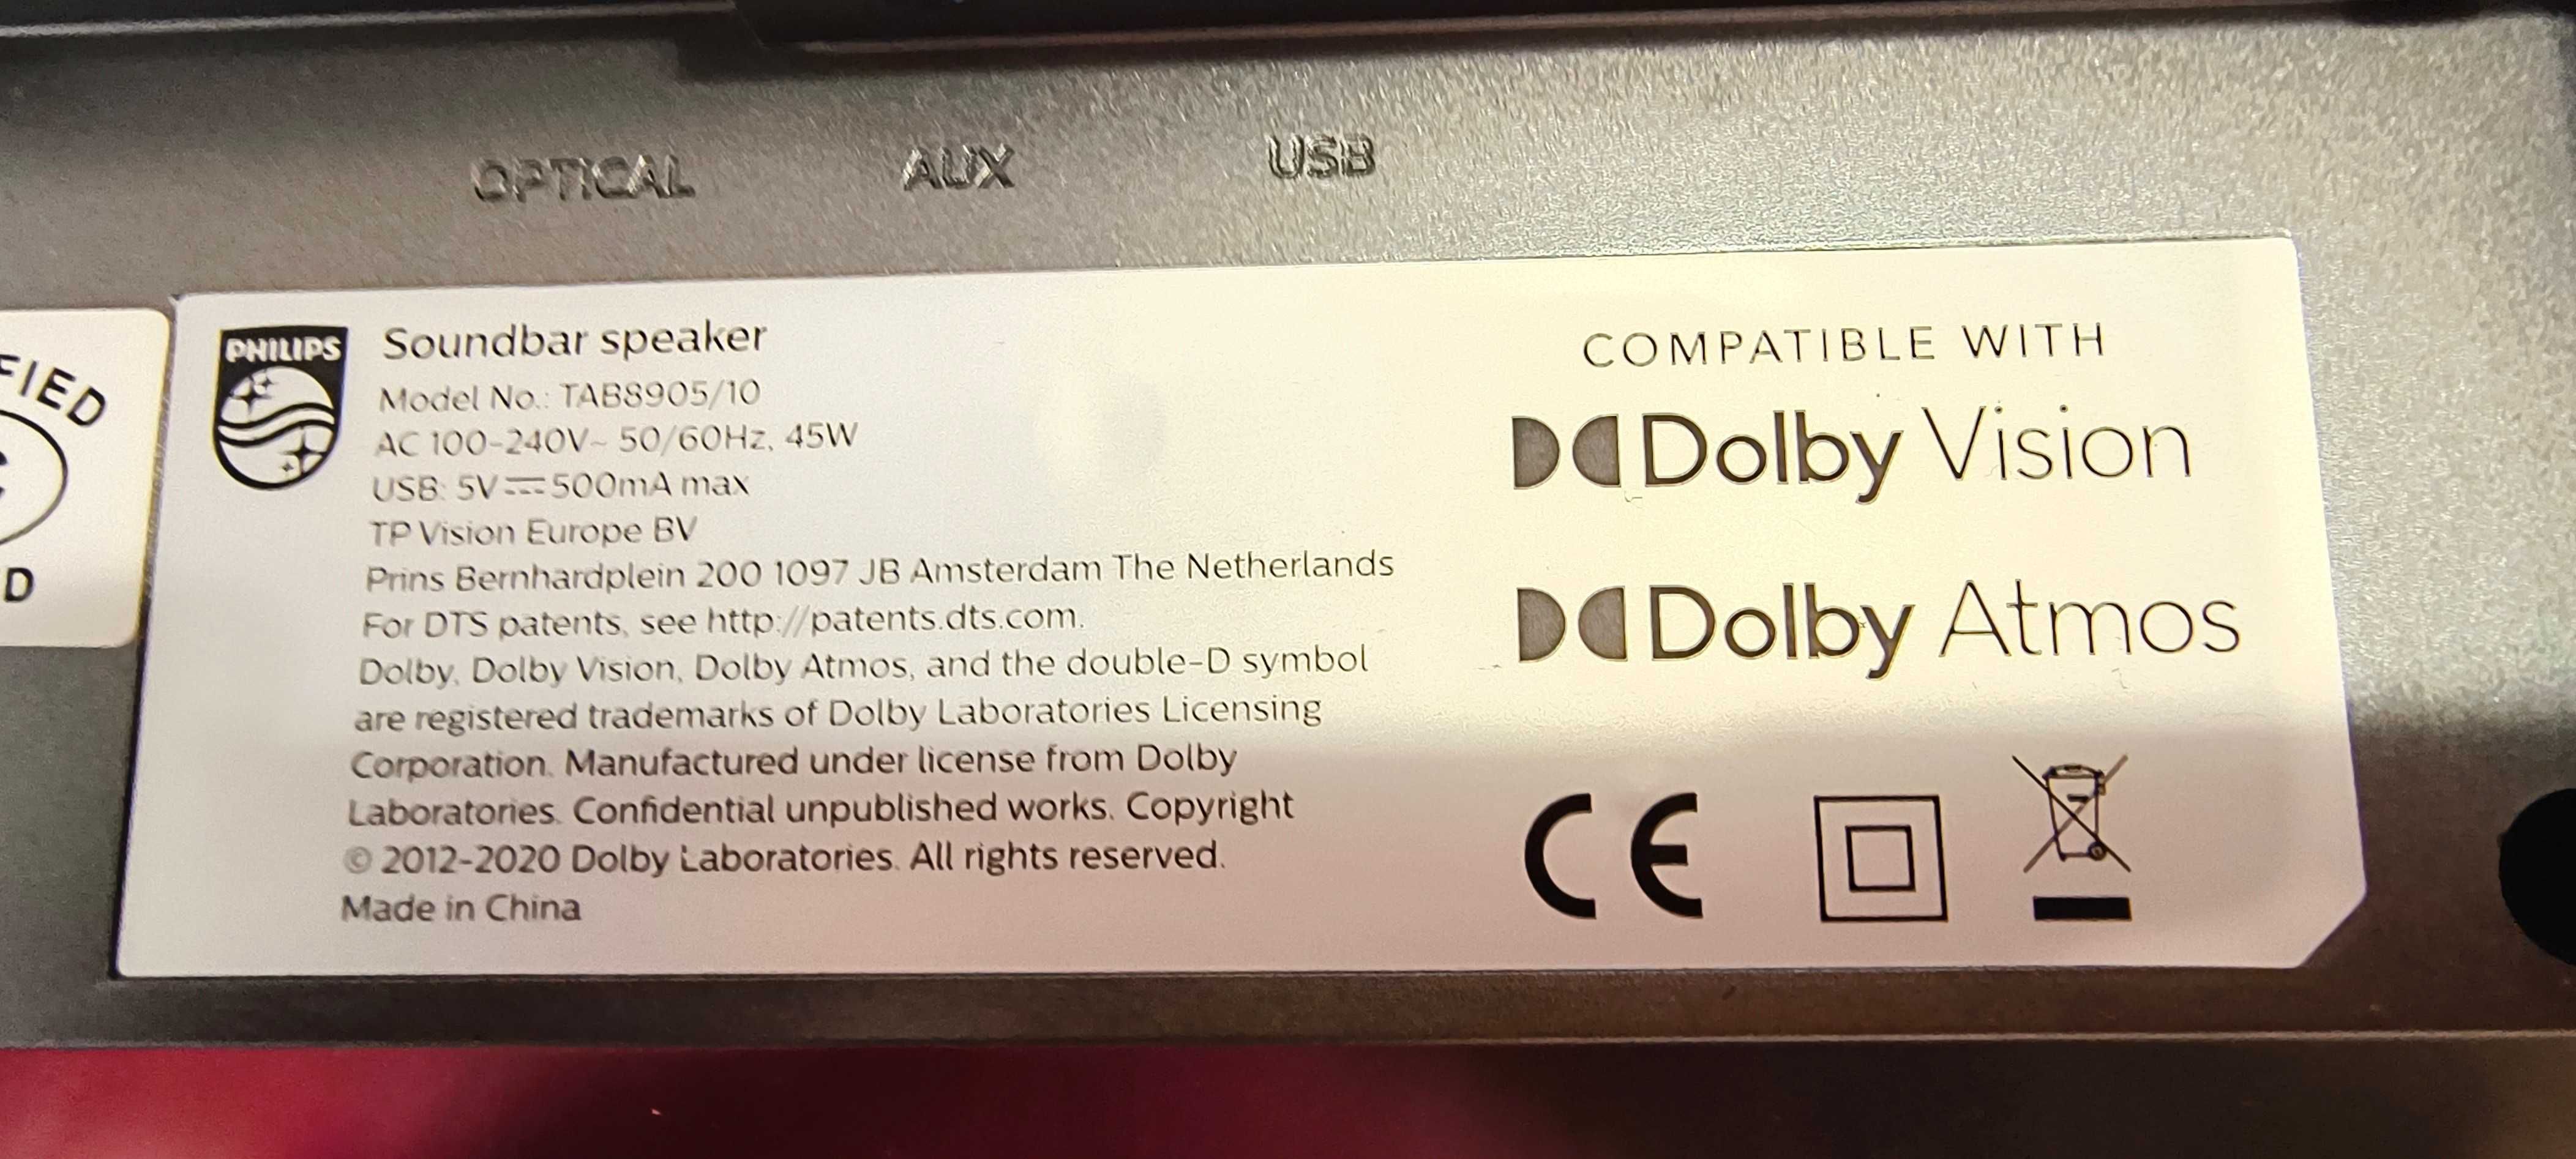 OPTICAL AUX USB
FIED
C
D
PHILIPS
Soundbar speaker
Model No.: TAB8905/10
AC 100-240V~ 50/60Hz, 45W
USB: 5V⎓500mA max
TP Vision Europe BV
Prins Bernhardplein 200 1097 JB Amsterdam The Netherlands
For DTS patents, see http://patents.dts.com.
Dolby, Dolby Vision, Dolby Atmos, and the double-D symbol
are registered trademarks of Dolby Laboratories Licensing
Corporation. Manufactured under license from Dolby
Laboratories. Confidential unpublished works. Copyright
© 2012-2020 Dolby Laboratories. All rights reserved.
Made in China
COMPATIBLE WITH
Dolby Vision
Dolby Atmos
CE